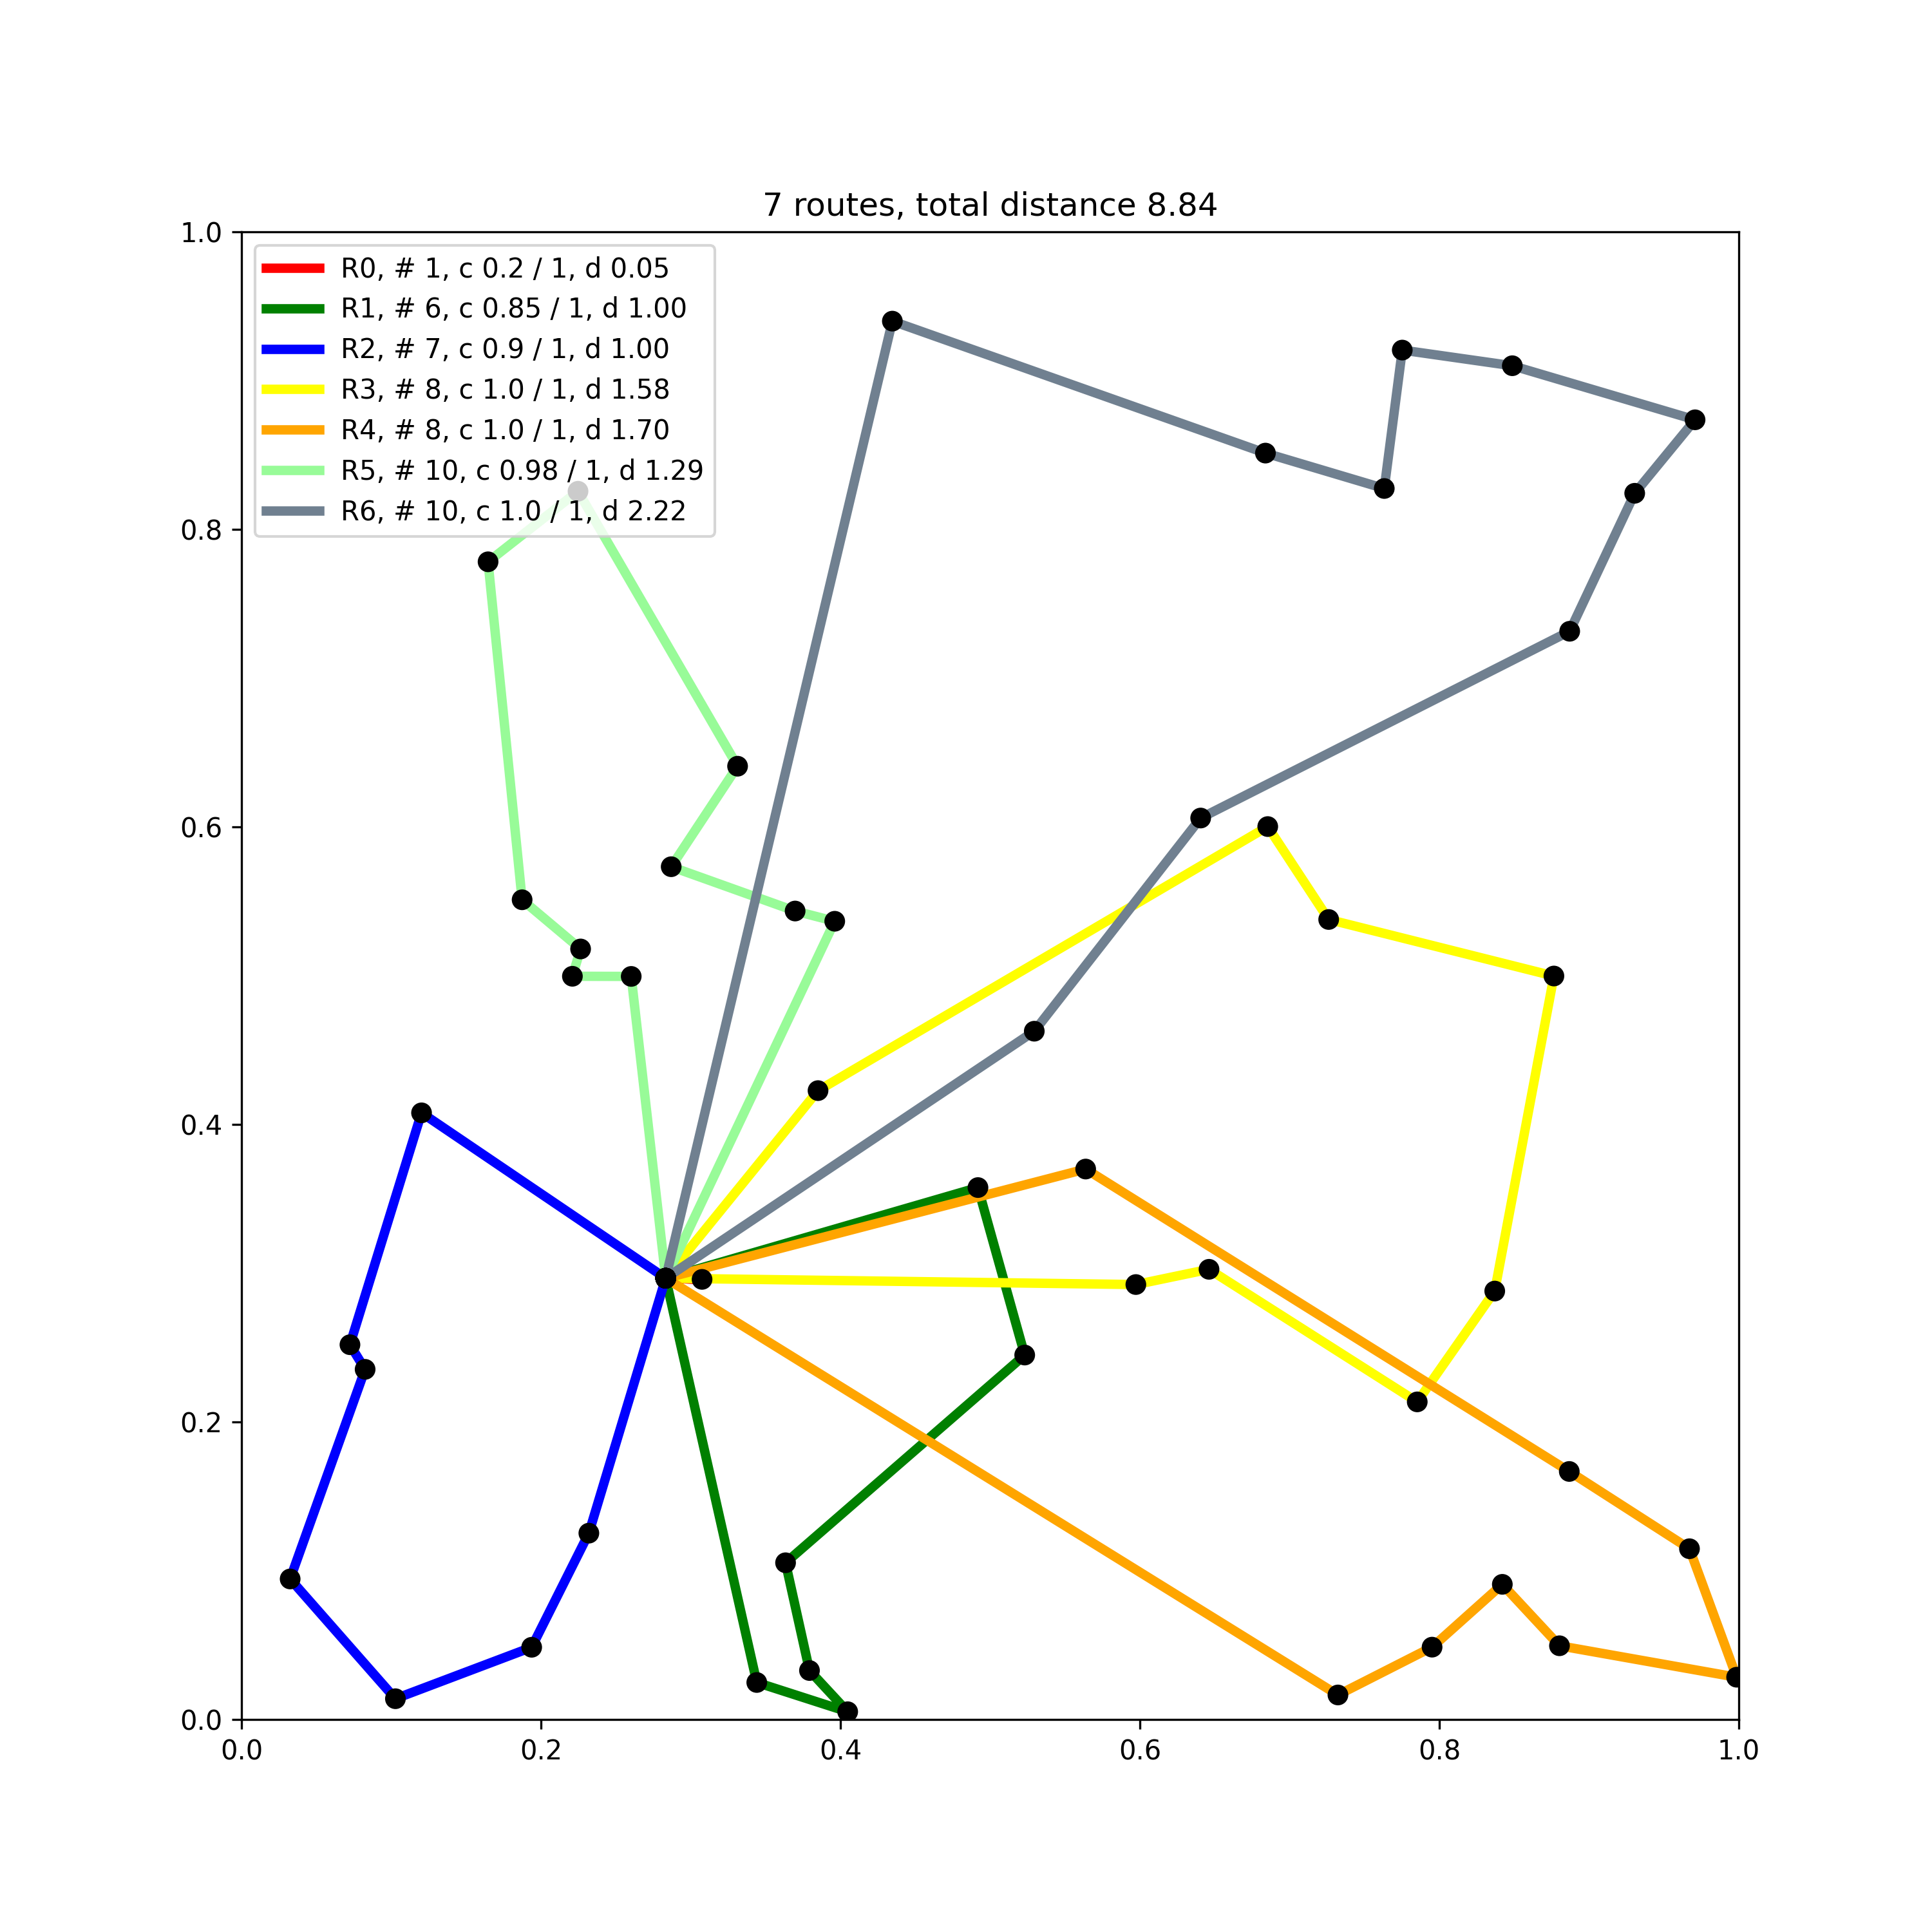 7 routes, total distance 8.84
1.0
R0, # 1, c 0.2 / 1, d 0.05
R1, # 6, c 0.85 / 1, d 1.00
R2, # 7, c 0.9 / 1, d 1.00
R3, # 8, c 1.0 / 1, d 1.58
R4, # 8, c 1.0 / 1, d 1.70
R5, # 10, c 0.98 / 1, d 1.29
R6, # 10, c 1.0 / 1, d 2.22
0.8
0.6
0.4
0.2
0.0
0.0 0.2 0.4 0.6 0.8 1.0